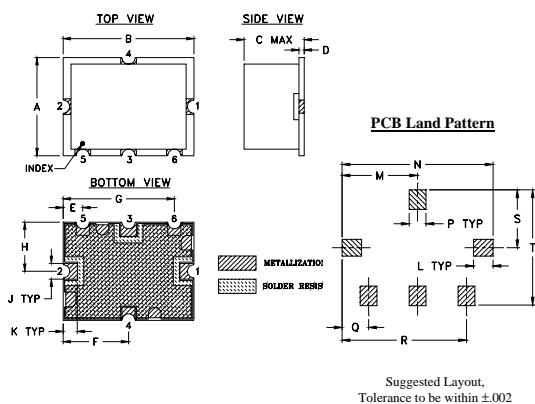 TOP VIEW
B
4
A
2
1
INDEX
5
3
6
SIDE VIEW
C MAX
D
BOTTOM VIEW
G
E
5
3
6
H
2
1
J TYP
K TYP
4
F
METALLIZATIO
SOLDER RESIS
PCB Land Pattern
N
M
S
T
P TYP
L TYP
Q
R
Suggested Layout,
Tolerance to be within ±.002